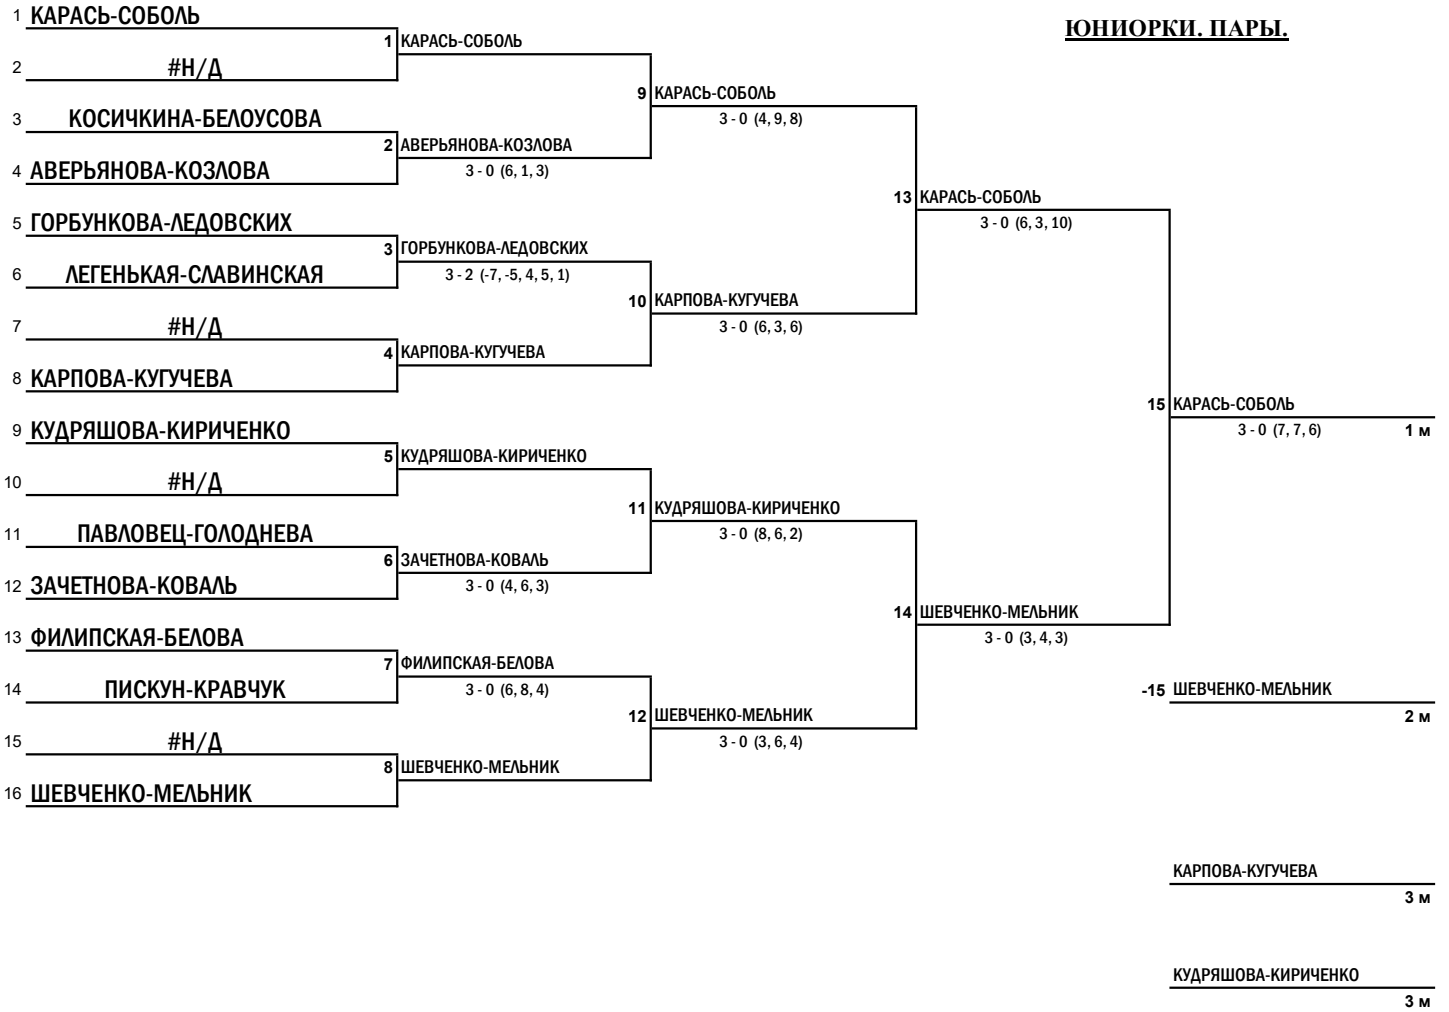 ЮНИОРКИ. ПАРЫ.
1 КАРАСЬ-СОБОЛЬ
1 КАРАСЬ-СОБОЛЬ
2 #Н/Д
9 КАРАСЬ-СОБОЛЬ
3 - 0 (4, 9, 8)
3 КОСИЧКИНА-БЕЛОУСОВА
2 АВЕРЬЯНОВА-КОЗЛОВА
3 - 0 (6, 1, 3)
4 АВЕРЬЯНОВА-КОЗЛОВА
13 КАРАСЬ-СОБОЛЬ
3 - 0 (6, 3, 10)
5 ГОРБУНКОВА-ЛЕДОВСКИХ
3 ГОРБУНКОВА-ЛЕДОВСКИХ
3 - 2 (-7, -5, 4, 5, 1)
6 ЛЕГЕНЬКАЯ-СЛАВИНСКАЯ
10 КАРПОВА-КУГУЧЕВА
3 - 0 (6, 3, 6)
7 #Н/Д
4 КАРПОВА-КУГУЧЕВА
8 КАРПОВА-КУГУЧЕВА
15 КАРАСЬ-СОБОЛЬ
3 - 0 (7, 7, 6) 1 м
9 КУДРЯШОВА-КИРИЧЕНКО
5 КУДРЯШОВА-КИРИЧЕНКО
10 #Н/Д
11 КУДРЯШОВА-КИРИЧЕНКО
3 - 0 (8, 6, 2)
11 ПАВЛОВЕЦ-ГОЛОДНЕВА
6 ЗАЧЕТНОВА-КОВАЛЬ
3 - 0 (4, 6, 3)
12 ЗАЧЕТНОВА-КОВАЛЬ
14 ШЕВЧЕНКО-МЕЛЬНИК
3 - 0 (3, 4, 3)
13 ФИЛИПСКАЯ-БЕЛОВА
7 ФИЛИПСКАЯ-БЕЛОВА
3 - 0 (6, 8, 4)
14 ПИСКУН-КРАВЧУК
-15 ШЕВЧЕНКО-МЕЛЬНИК
2 м
12 ШЕВЧЕНКО-МЕЛЬНИК
3 - 0 (3, 6, 4)
15 #Н/Д
8 ШЕВЧЕНКО-МЕЛЬНИК
16 ШЕВЧЕНКО-МЕЛЬНИК
КАРПОВА-КУГУЧЕВА
3 м
КУДРЯШОВА-КИРИЧЕНКО
3 м